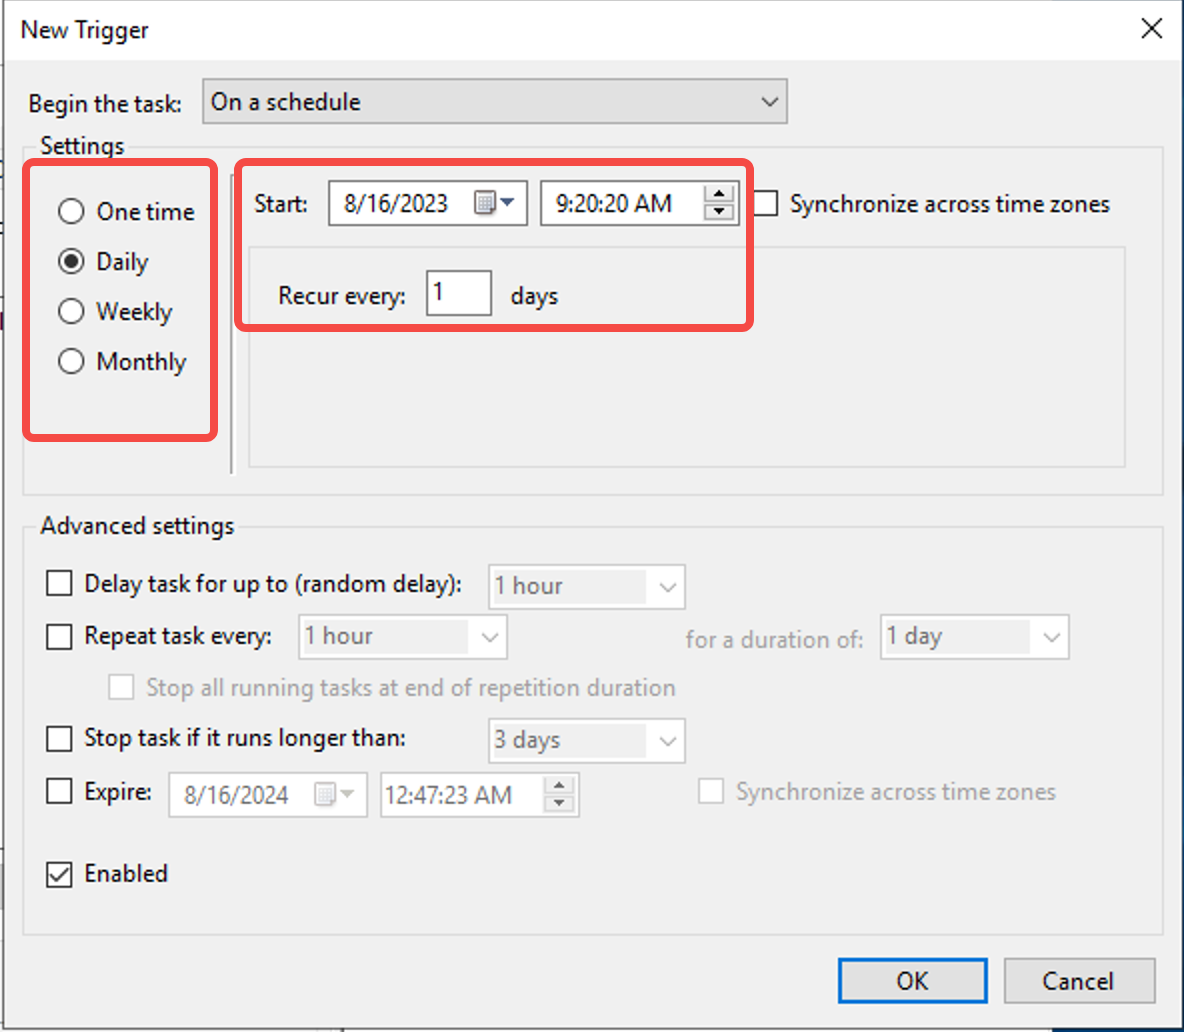 New Trigger
Begin the task: On a schedule
Settings
One time
Daily
Weekly
Monthly
Start: 8/16/2023 9:20:20 AM Synchronize across time zones
Recur every: 1 days
Advanced settings
Delay task for up to (random delay): 1 hour
Repeat task every: 1 hour for a duration of: 1 day
Stop all running tasks at end of repetition duration
Stop task if it runs longer than: 3 days
Expire: 8/16/2024 12:47:23 AM Synchronize across time zones
Enabled
OK Cancel